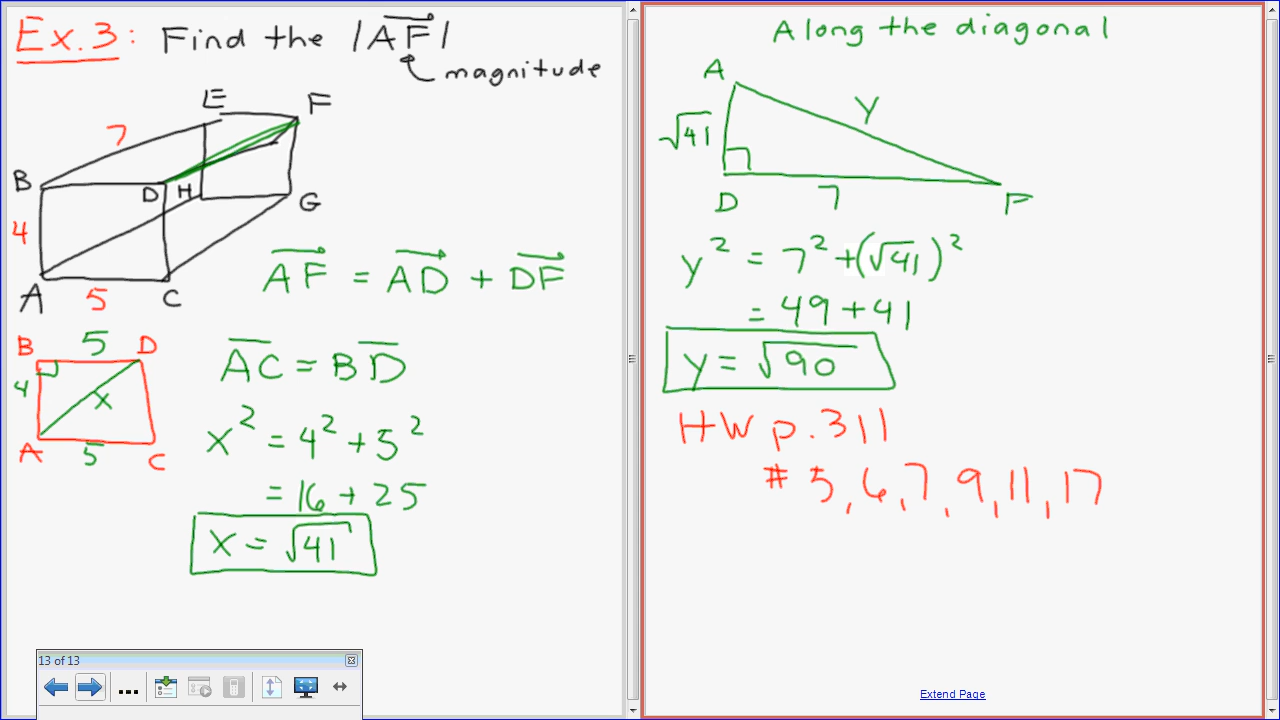 Ex.3: Find the |AF|
magnitude
E
F
7
B
D
H
G
4
A
5
C
AF = AD + DF
B
5
D
4
x
A
5
C
AC = BD
x² = 4² + 5²
= 16 + 25
x = √41
13 of 13
Along the diagonal
A
y
√41
D
7
F
y² = 7² + (√41)²
= 49 + 41
y = √90
HW p.311
# 5, 6, 7, 9, 11, 17
Extend Page